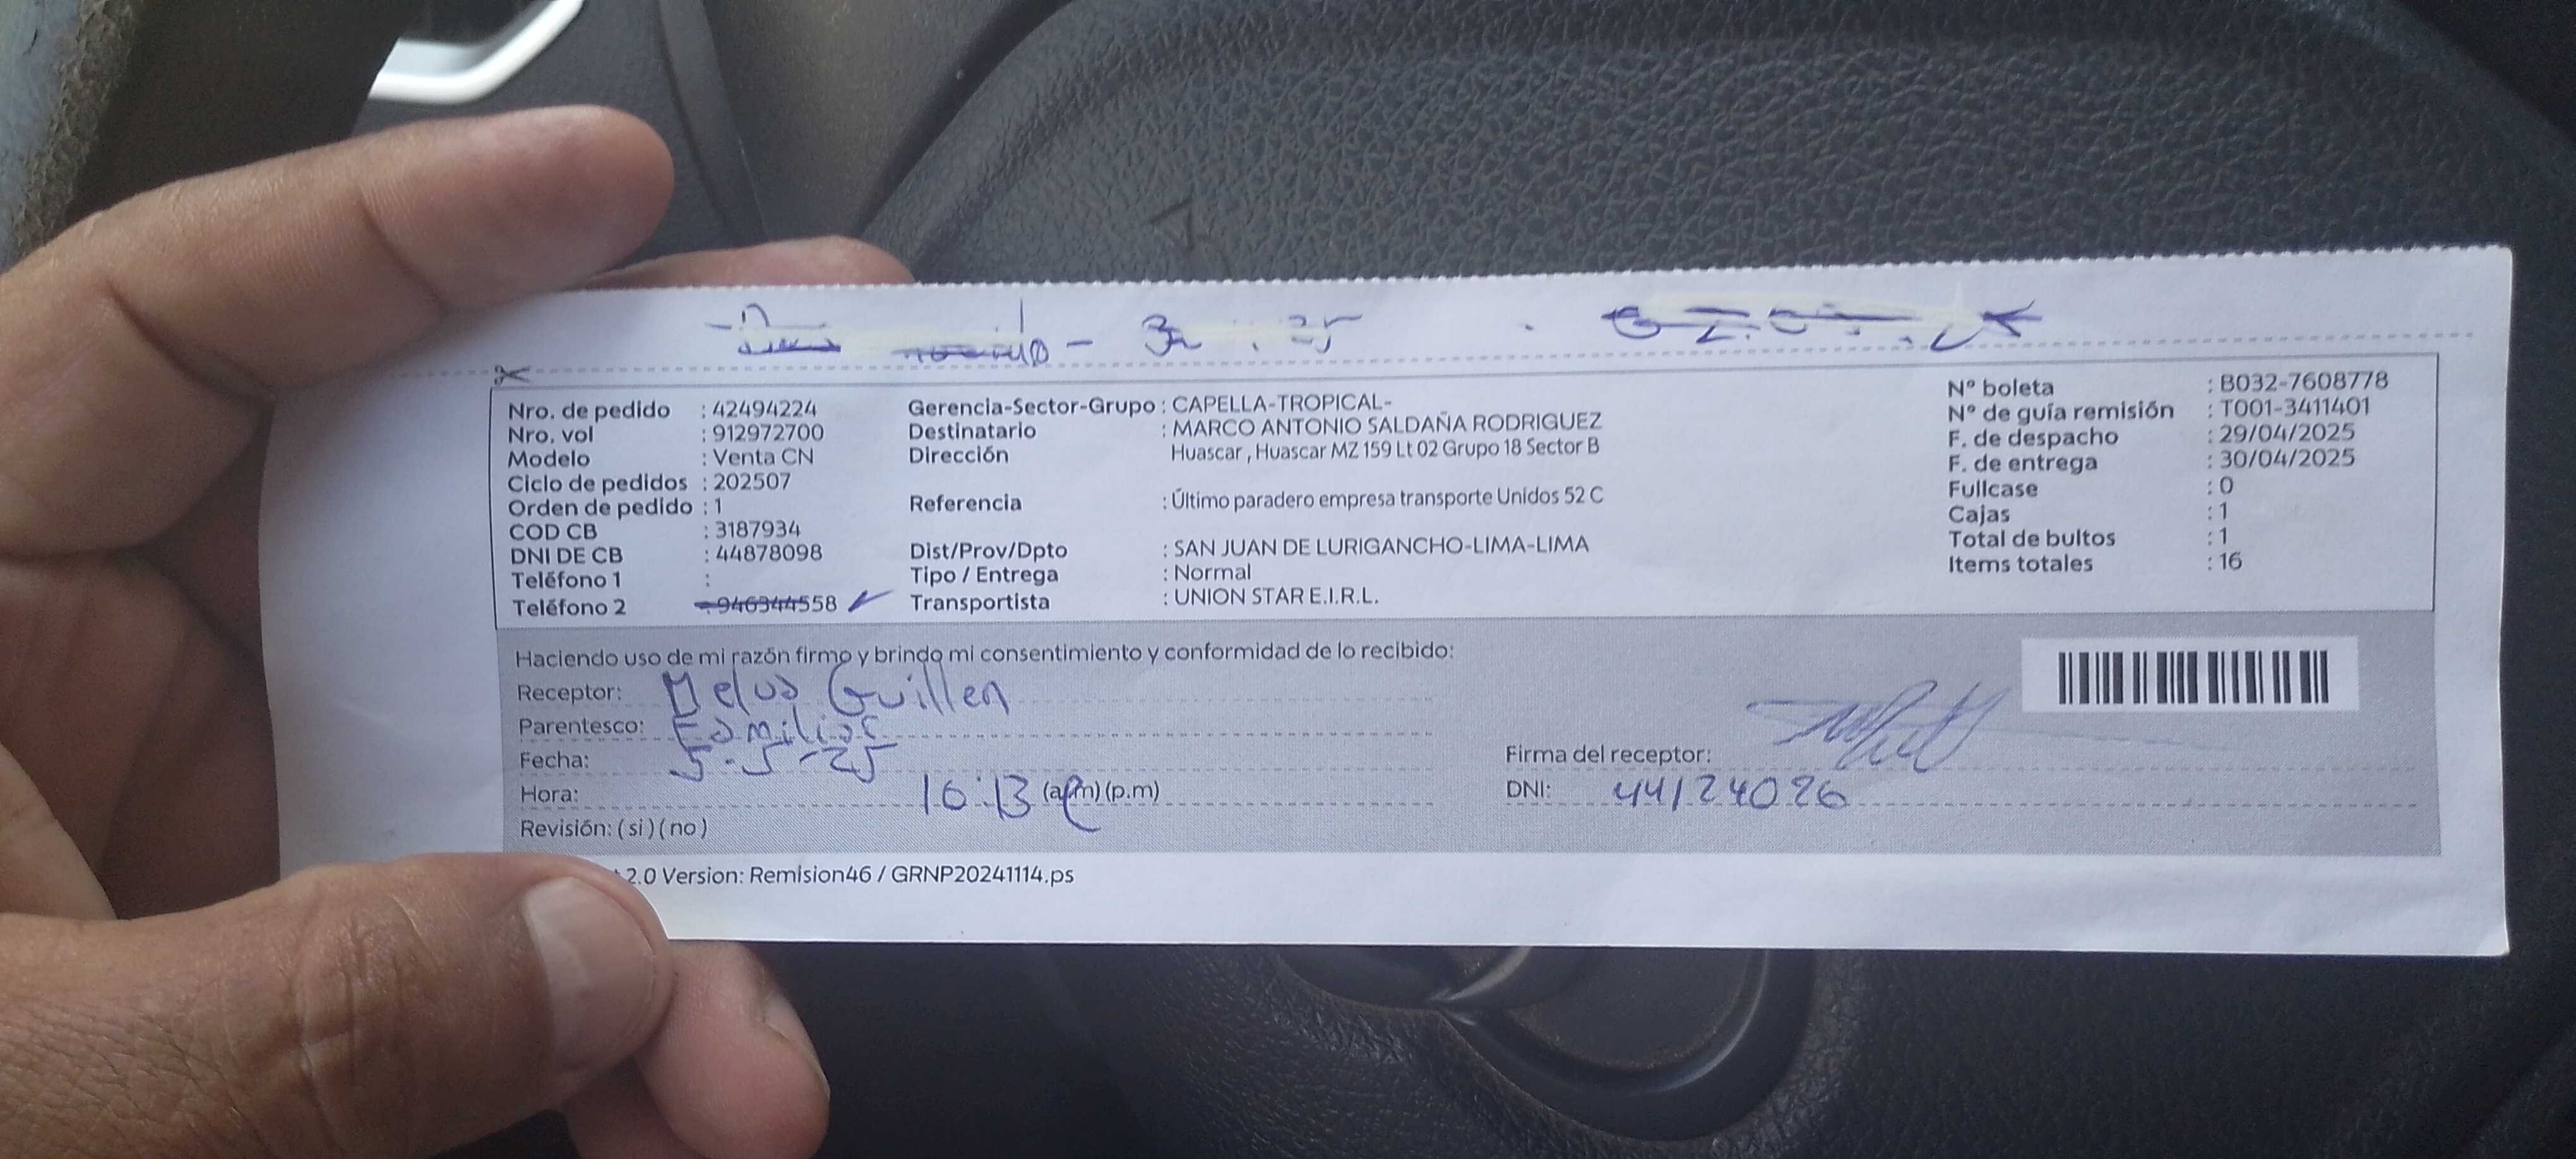 Nro. de pedido : 42494224
Nro. vol : 912972700
Modelo : Venta CN
Ciclo de pedidos : 202507
Orden de pedido : 1
COD CB : 3187934
DNI DE CB : 44878098
Teléfono 1 :
Teléfono 2 : 946344558
Gerencia-Sector-Grupo : CAPELLA-TROPICAL-
Destinatario : MARCO ANTONIO SALDAÑA RODRIGUEZ
Dirección Huascar , Huascar MZ 159 Lt 02 Grupo 18 Sector B
Referencia : Último paradero empresa transporte Unidos 52 C
Dist/Prov/Dpto : SAN JUAN DE LURIGANCHO-LIMA-LIMA
Tipo / Entrega : Normal
Transportista : UNION STAR E.I.R.L.
N° boleta : B032-7608778
N° de guía remisión : T001-3411401
F. de despacho : 29/04/2025
F. de entrega : 30/04/2025
Fullcase : 0
Cajas : 1
Total de bultos : 1
Items totales : 16
Haciendo uso de mi razón firmo y brindo mi consentimiento y conformidad de lo recibido:
Receptor: Guillen
Parentesco: Familiar
Fecha: 5-5-25
Hora: 16:13 (a.m) (p.m)
Revisión: ( si ) ( no )
Firma del receptor:
DNI: 44124026
2.0 Version: Remision46 / GRNP20241114.ps